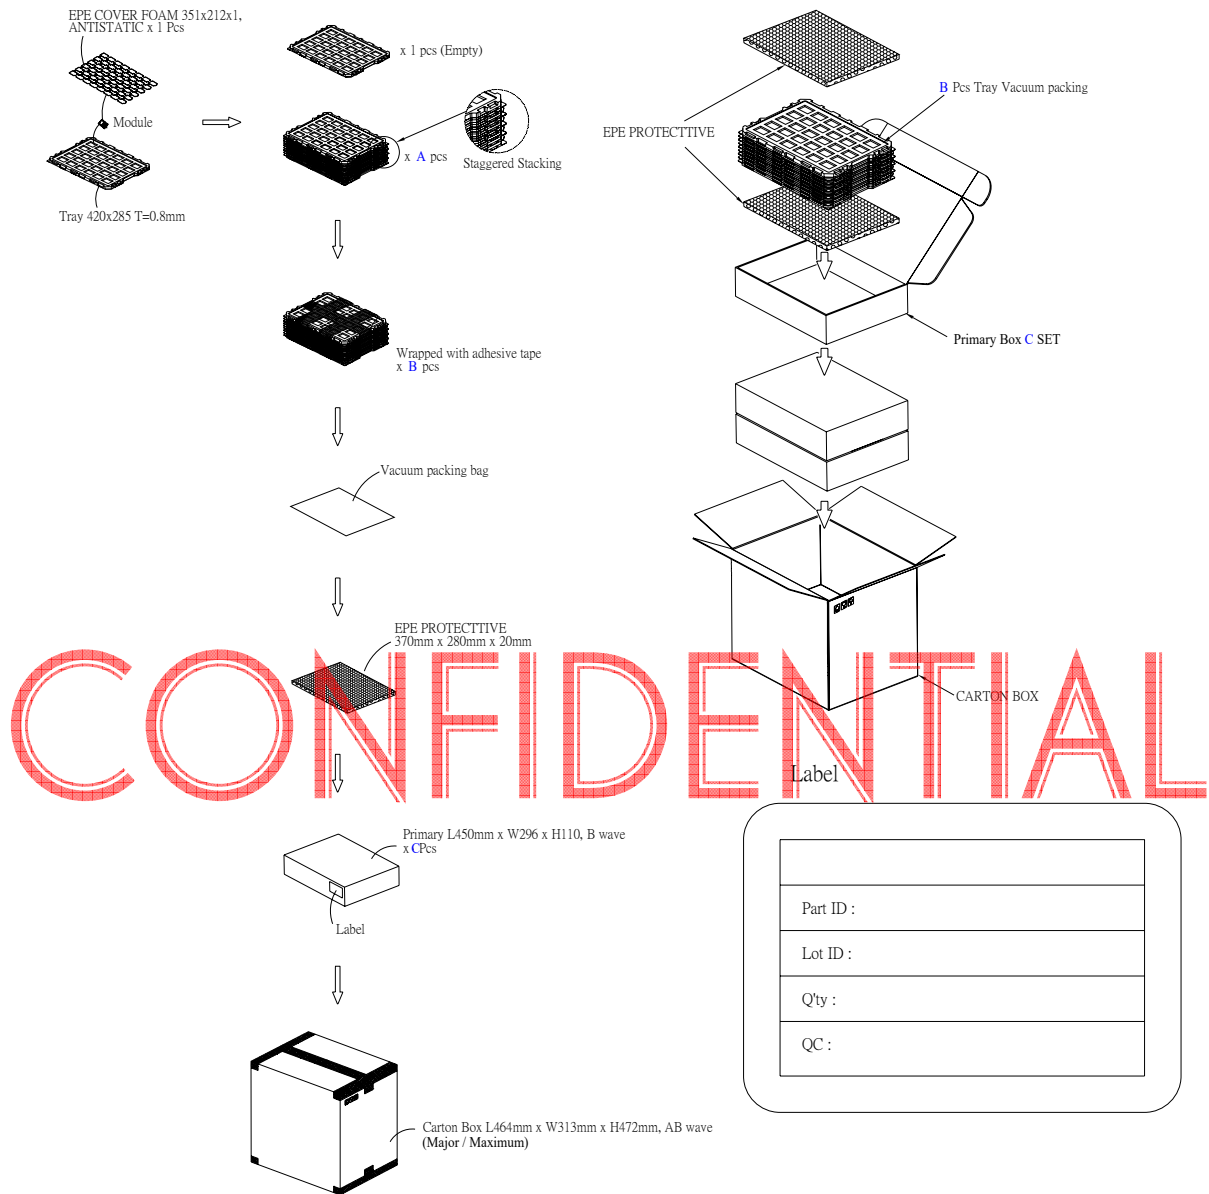 EPE COVER FOAM 351x212x1,
ANTISTATIC x 1 Pcs
Module
Tray 420x285 T=0.8mm
x 1 pcs (Empty)
x A pcs
Staggered Stacking
Wrapped with adhesive tape
x B pcs
Vacuum packing bag
EPE PROTECTTIVE
370mm x 280mm x 20mm
Primary L450mm x W296 x H110, B wave
x CPcs
Label
Carton Box L464mm x W313mm x H472mm, AB wave
(Major / Maximum)
B Pcs Tray Vacuum packing
EPE PROTECTTIVE
Primary Box C SET
CARTON BOX
CONFIDENTIAL
Label
Part ID :
Lot ID :
Q'ty :
QC :